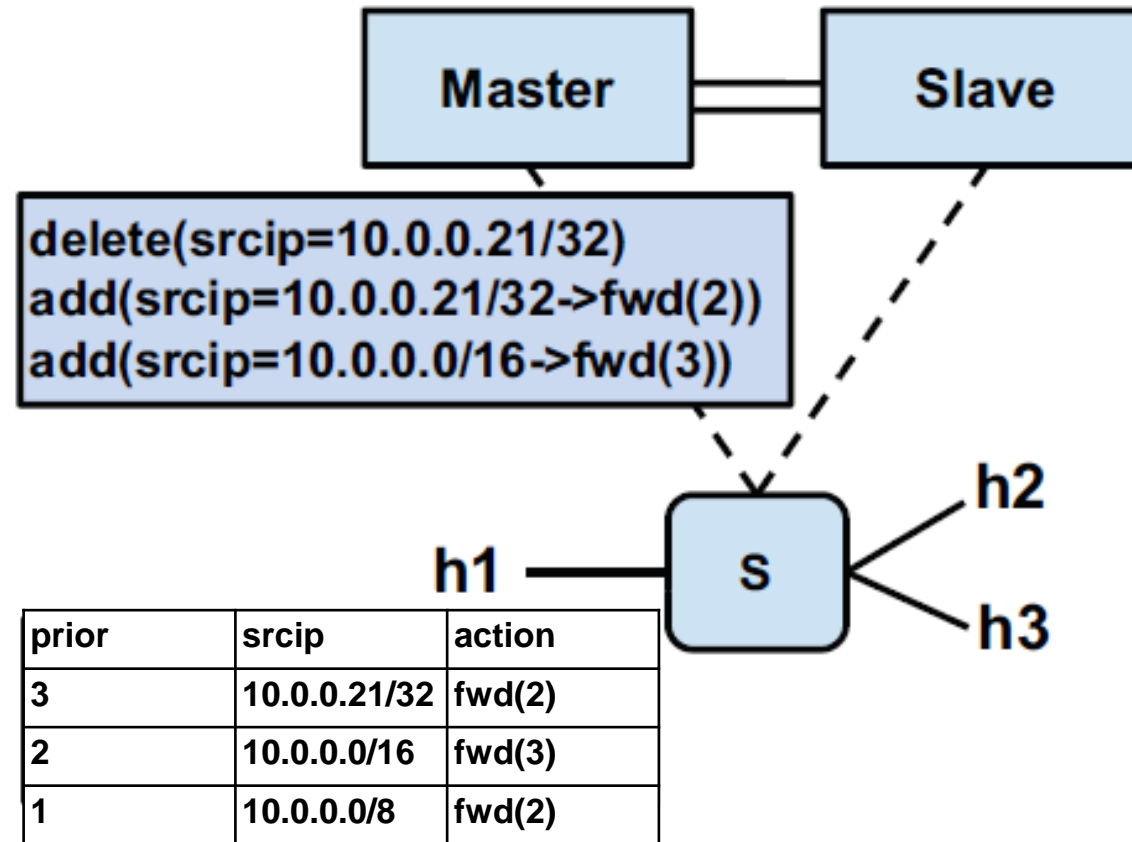 Master
Slave
delete(srcip=10.0.0.21/32)
add(srcip=10.0.0.21/32->fwd(2))
add(srcip=10.0.0.0/16->fwd(3))
h2
h1
S
h3
prior srcip action
3 10.0.0.21/32 fwd(2)
2 10.0.0.0/16 fwd(3)
1 10.0.0.0/8 fwd(2)